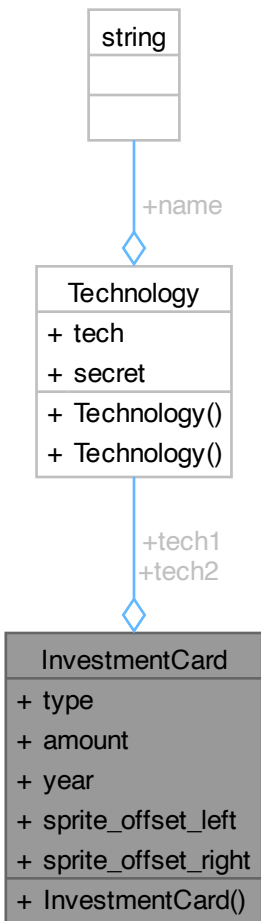 string
+name
Technology
+ tech
+ secret
+ Technology()
+ Technology()
+tech1
+tech2
InvestmentCard
+ type
+ amount
+ year
+ sprite_offset_left
+ sprite_offset_right
+ InvestmentCard()